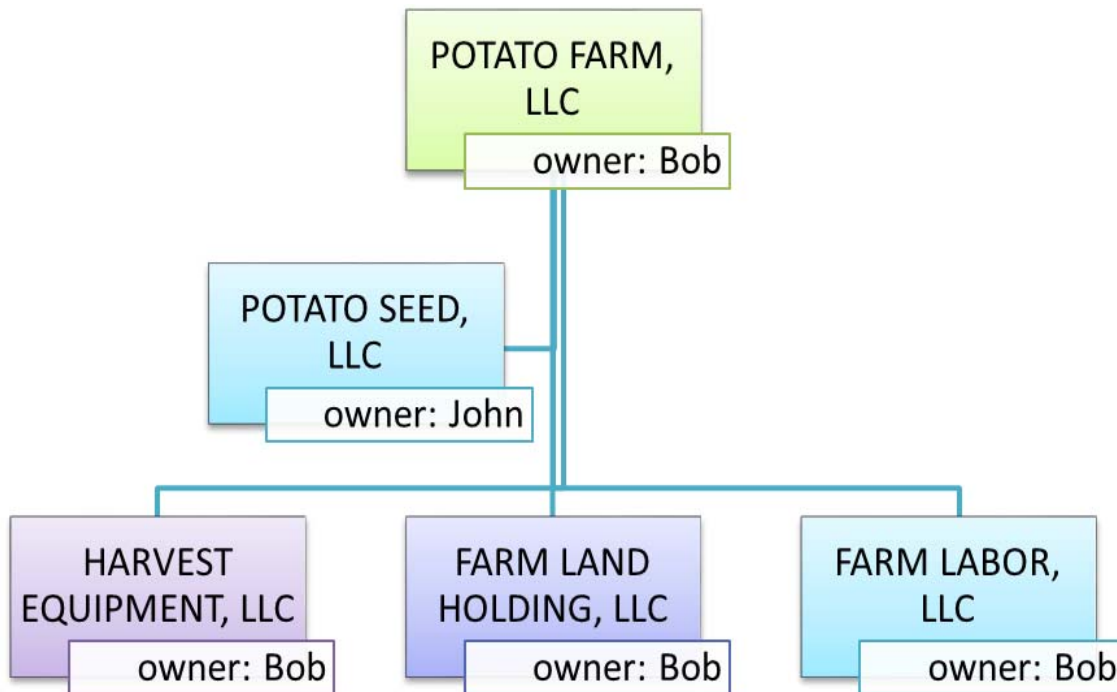 POTATO FARM,
LLC
owner: Bob
POTATO SEED,
LLC
owner: John
HARVEST
EQUIPMENT, LLC
owner: Bob
FARM LAND
HOLDING, LLC
owner: Bob
FARM LABOR,
LLC
owner: Bob